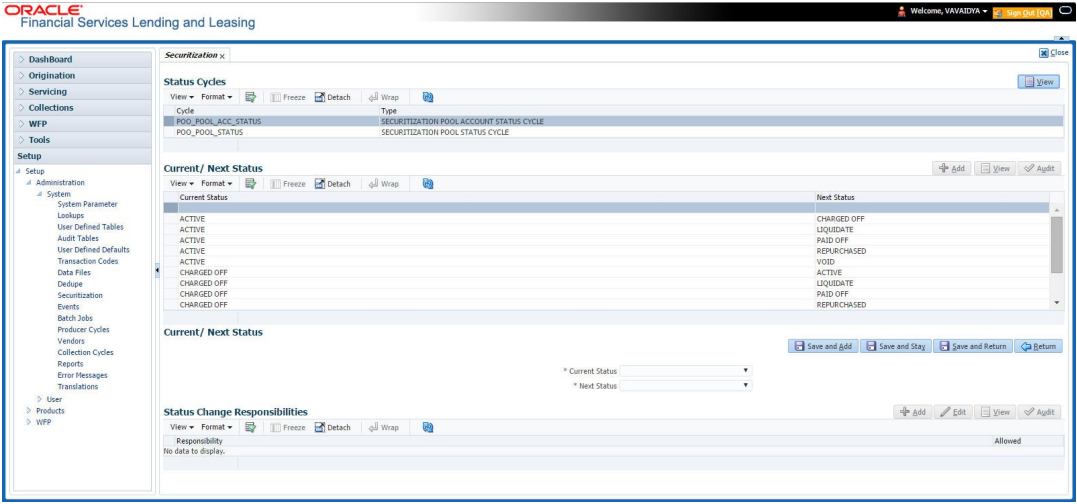 ORACLE
Financial Services Lending and Leasing
Welcome, VAVAIDYA
Sign Out [QA]
Close
DashBoard
Origination
Servicing
Collections
WFP
Tools
Setup
Setup
Administration
System
System Parameter
Lookups
User Defined Tables
Audit Tables
User Defined Defaults
Transaction Codes
Data Files
Dedupe
Securitization
Events
Batch Jobs
Producer Cycles
Vendors
Collection Cycles
Reports
Error Messages
Translations
User
Products
WFP
Securitization x
Status Cycles
View
View Format Freeze Detach Wrap
Cycle Type
POO_POOL_ACC_STATUS SECURITIZATION POOL ACCOUNT STATUS CYCLE
POO_POOL_STATUS SECURITIZATION POOL STATUS CYCLE
Current/ Next Status
Add View Audit
View Format Freeze Detach Wrap
Current Status Next Status
ACTIVE CHARGED OFF
ACTIVE LIQUIDATE
ACTIVE PAID OFF
ACTIVE REPURCHASED
ACTIVE VOID
CHARGED OFF ACTIVE
CHARGED OFF LIQUIDATE
CHARGED OFF PAID OFF
CHARGED OFF REPURCHASED
Current/ Next Status
Save and Add Save and Stay Save and Return Return
* Current Status
* Next Status
Status Change Responsibilities
Add Edit View Audit
View Format Freeze Detach Wrap
Responsibility Allowed
No data to display.